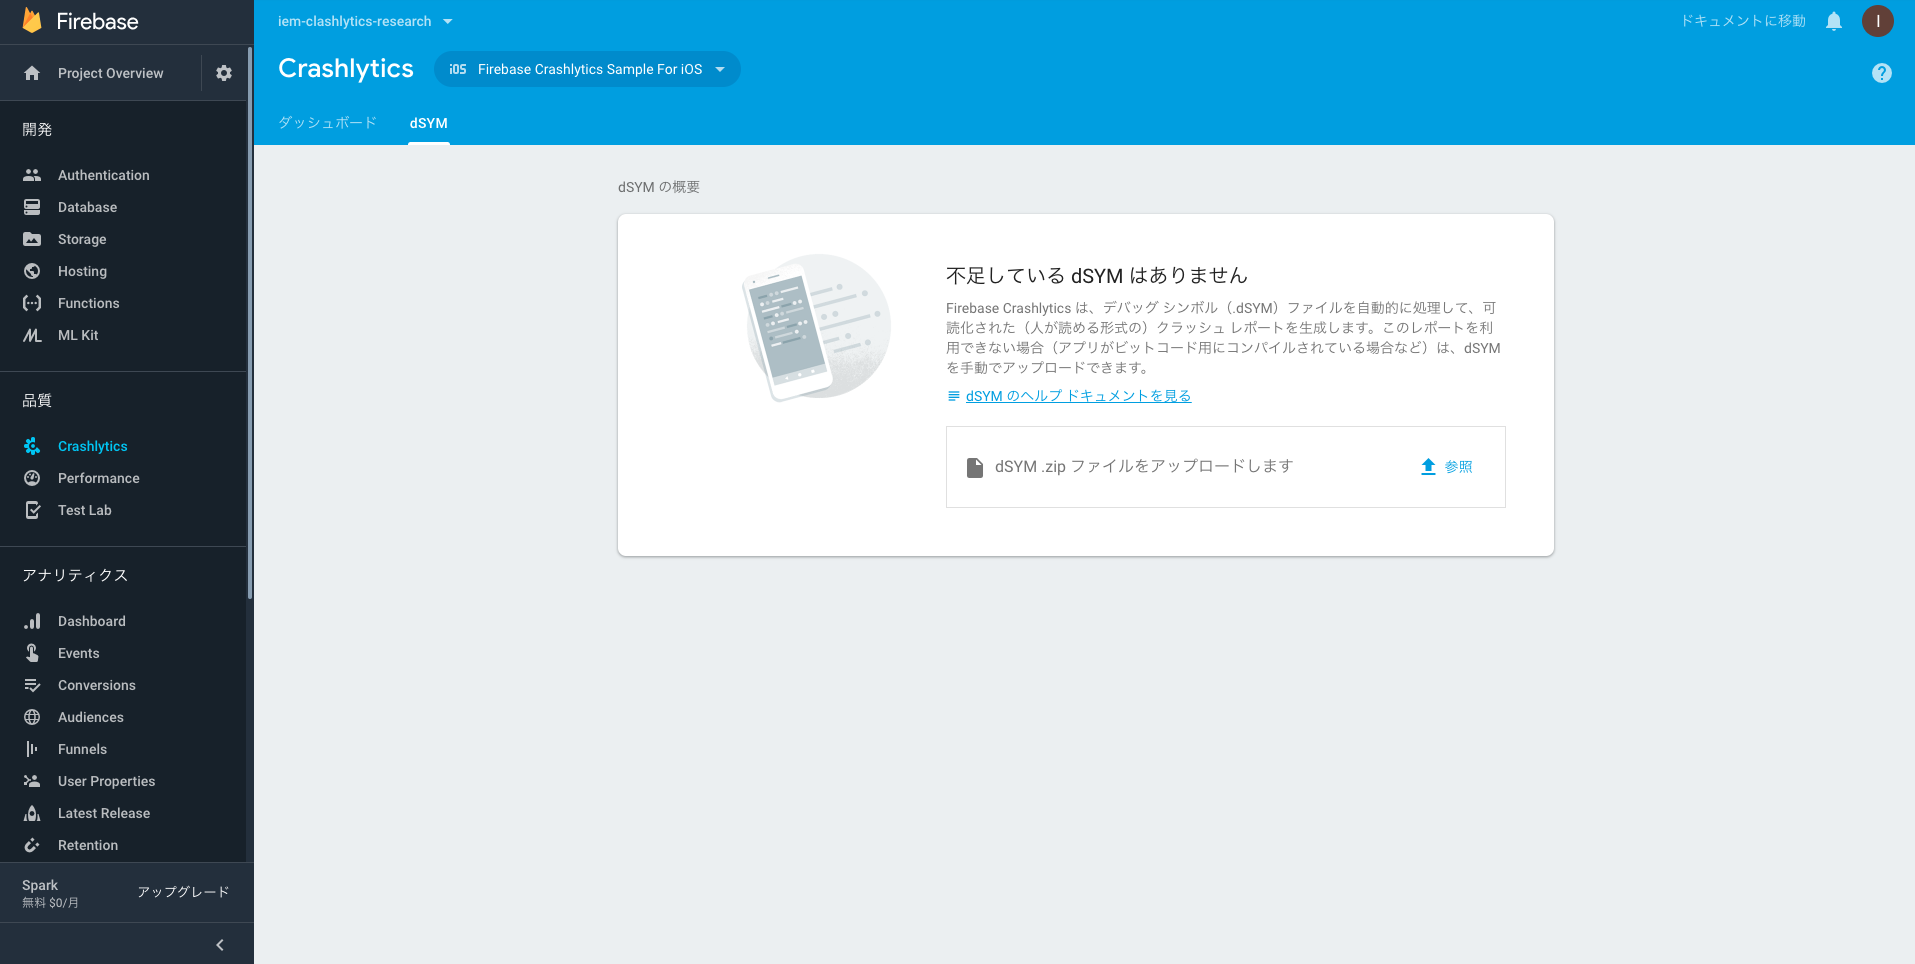 Firebase
Project Overview
開発
Authentication
Database
Storage
Hosting
Functions
ML Kit
品質
Crashlytics
Performance
Test Lab
アナリティクス
Dashboard
Events
Conversions
Audiences
Funnels
User Properties
Latest Release
Retention
Spark
無料 $0/月
アップグレード
iem-clashlytics-research
ドキュメントに移動
I
Crashlytics
iOS Firebase Crashlytics Sample For iOS
?
ダッシュボード
dSYM
dSYM の概要
不足している dSYM はありません
Firebase Crashlytics は、デバッグ シンボル（.dSYM）ファイルを自動的に処理して、可
読化された（人が読める形式の）クラッシュ レポートを生成します。このレポートを利
用できない場合（アプリがビットコード用にコンパイルされている場合など）は、dSYM
を手動でアップロードできます。
dSYM のヘルプ ドキュメントを見る
dSYM .zip ファイルをアップロードします
参照